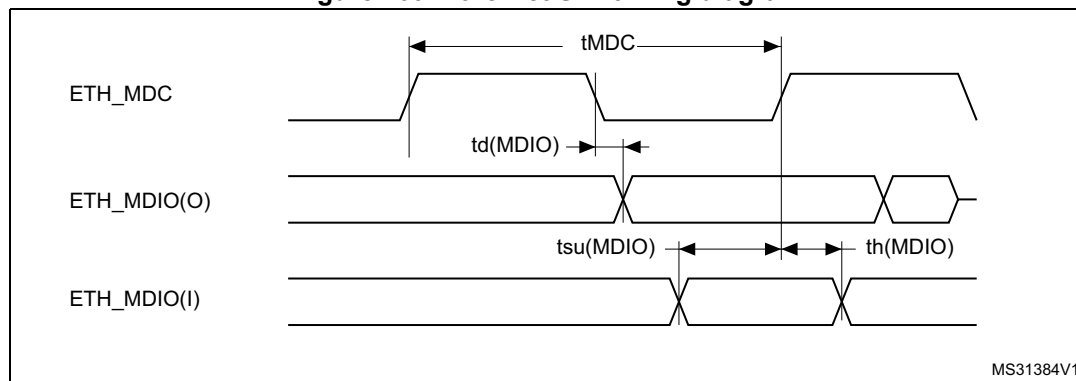 tMDC
ETH_MDC
td(MDIO)
ETH_MDIO(O)
tsu(MDIO) th(MDIO)
ETH_MDIO(I)
MS31384V1